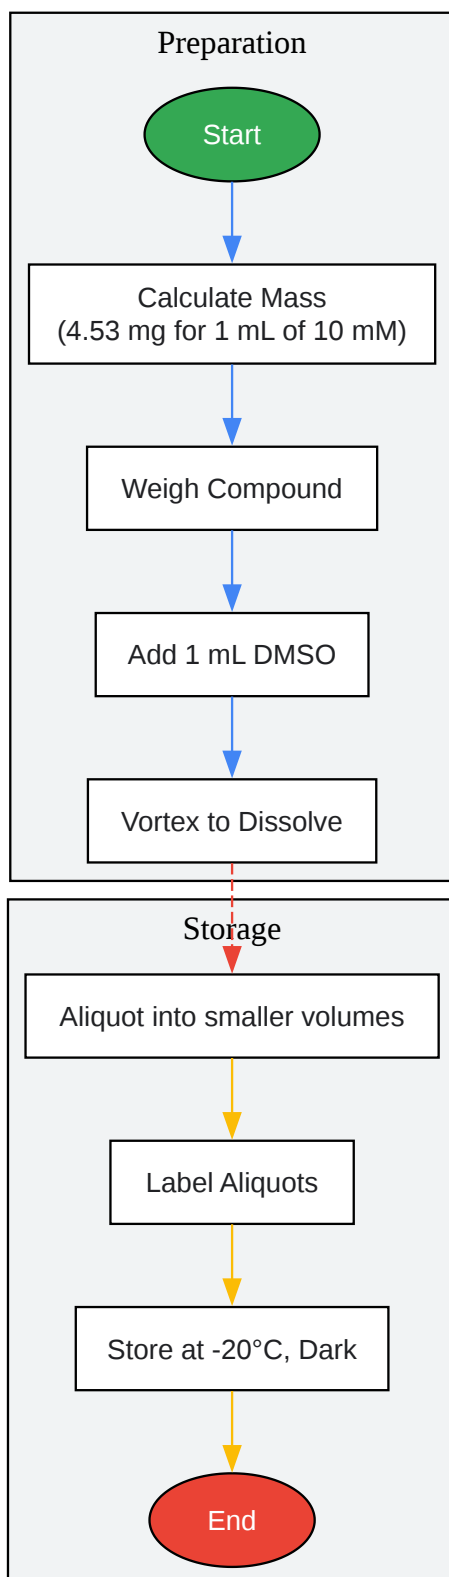 Preparation
Start
Calculate Mass
(4.53 mg for 1 mL of 10 mM)
Weigh Compound
Add 1 mL DMSO
Vortex to Dissolve
Storage
Aliquot into smaller volumes
Label Aliquots
Store at -20°C, Dark
End